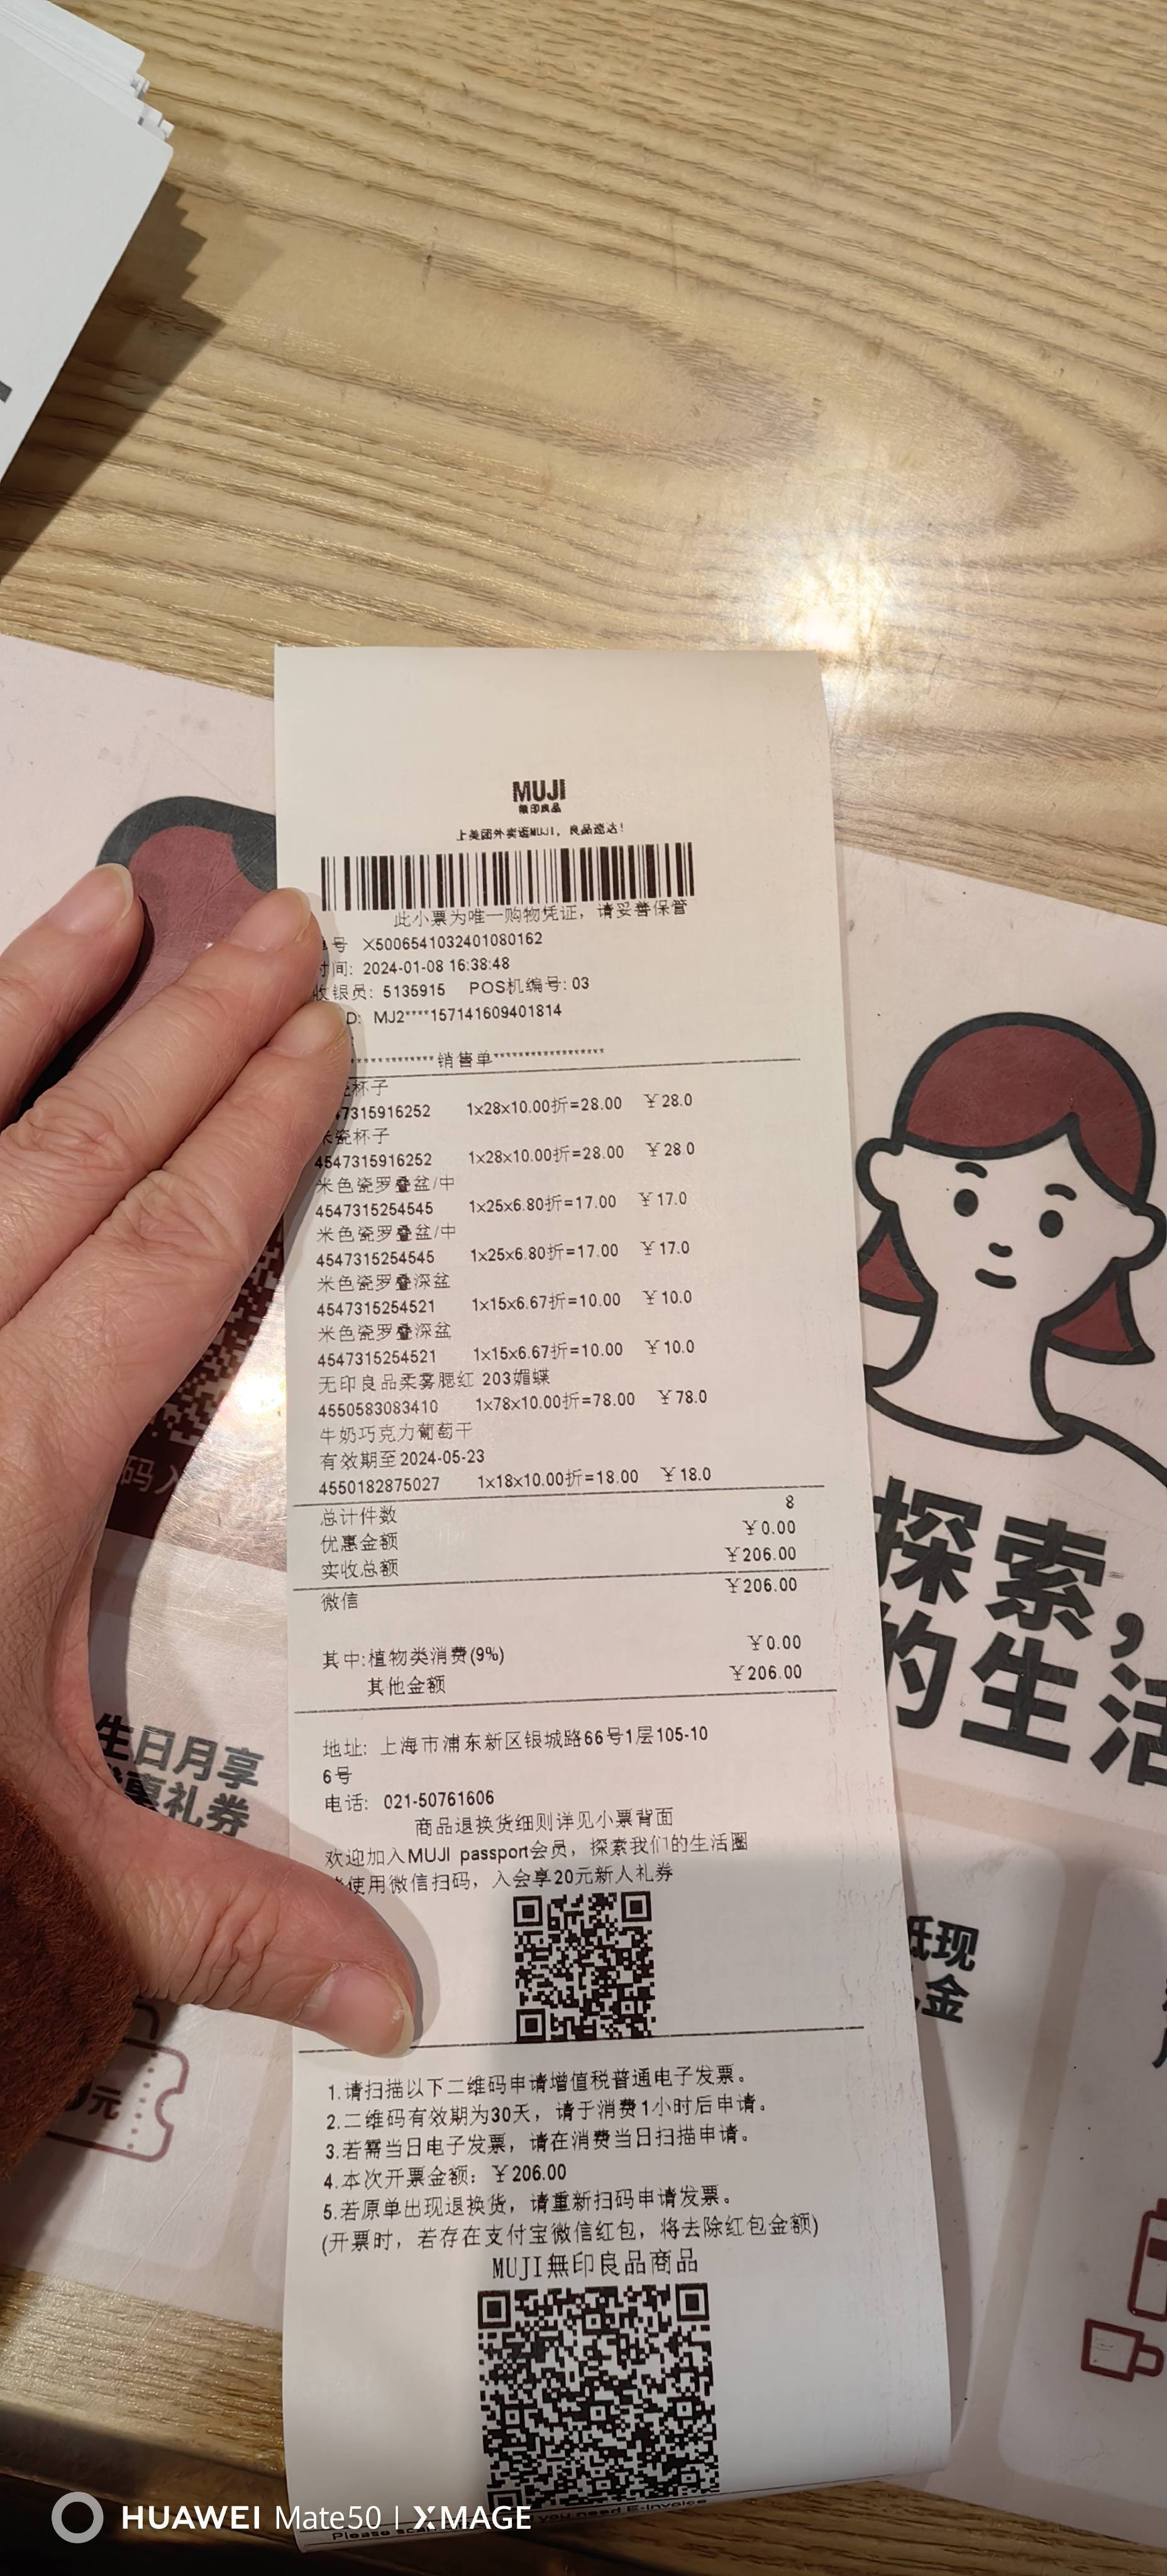 MUJI
無印良品
上美团外卖逛MUJI，良品速达！
此小票为唯一购物凭证，请妥善保管
号 X5006541032401080162
时间: 2024-01-08 16:38:48
收银员: 5135915 POS机编号: 03
D: MJ2****157141609401814
销售单
杯子
47315916252 1x28x10.00折=28.00 ￥28.0
米瓷杯子
4547315916252 1x28x10.00折=28.00 ￥28.0
米色瓷罗叠盆/中
4547315254545 1x25x6.80折=17.00 ￥17.0
米色瓷罗叠盆/中
4547315254545 1x25x6.80折=17.00 ￥17.0
米色瓷罗叠深盆
4547315254521 1x15x6.67折=10.00 ￥10.0
米色瓷罗叠深盆
4547315254521 1x15x6.67折=10.00 ￥10.0
无印良品柔雾腮红 203媚蝶
4550583083410 1x78x10.00折=78.00 ￥78.0
牛奶巧克力葡萄干
有效期至2024-05-23
4550182875027 1x18x10.00折=18.00 ￥18.0
总计件数 8
优惠金额 ￥0.00
实收总额 ￥206.00
微信 ￥206.00
其中:植物类消费(9%) ￥0.00
其他金额 ￥206.00
地址: 上海市浦东新区银城路66号1层105-10
6号
电话: 021-50761606
商品退换货细则详见小票背面
欢迎加入MUJI passport会员，探索我们的生活圈
使用微信扫码，入会享20元新人礼券
1.请扫描以下二维码申请增值税普通电子发票。
2.二维码有效期为30天，请于消费1小时后申请。
3.若需当日电子发票，请在消费当日扫描申请。
4.本次开票金额: ￥206.00
5.若原单出现退换货，请重新扫码申请发票。
(开票时，若存在支付宝微信红包，将去除红包金额)
MUJI無印良品商品
you need E-invoice
Please
探索，
的生活
码入
生日月享
惠礼券
抵现
金
元
HUAWEI Mate50 | XMAGE